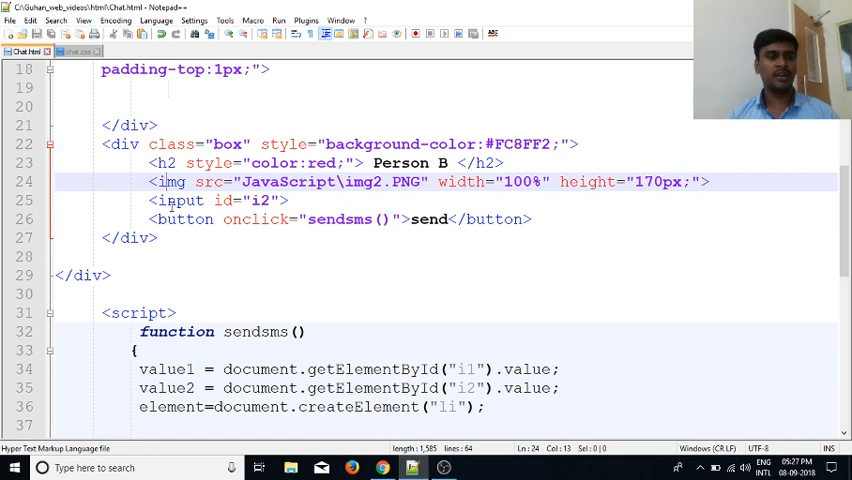 C:\Guhan_web_videos\html\Chat.html - Notepad++
File Edit Search View Encoding Language Settings Tools Macro Run Plugins Window ?
Chat.html chat.css
18 padding-top:1px;">
19
20
21 </div>
22 <div class="box" style="background-color:#FC8FF2;">
23 <h2 style="color:red;"> Person B </h2>
24 <img src="JavaScript\img2.PNG" width="100%" height="170px;">
25 <input id="i2">
26 <button onclick="sendsms()">send</button>
27 </div>
28
29 </div>
30
31 <script>
32 function sendsms()
33 {
34 value1 = document.getElementById("i1").value;
35 value2 = document.getElementById("i2").value;
36 element=document.createElement("li");
37
Hyper Text Markup Language file length : 1,585 lines : 64 Ln : 24 Col : 13 Sel : 0 | 0 Windows (CR LF) UTF-8 INS
Type here to search
ENG
INTL
05:27 PM
08-09-2018